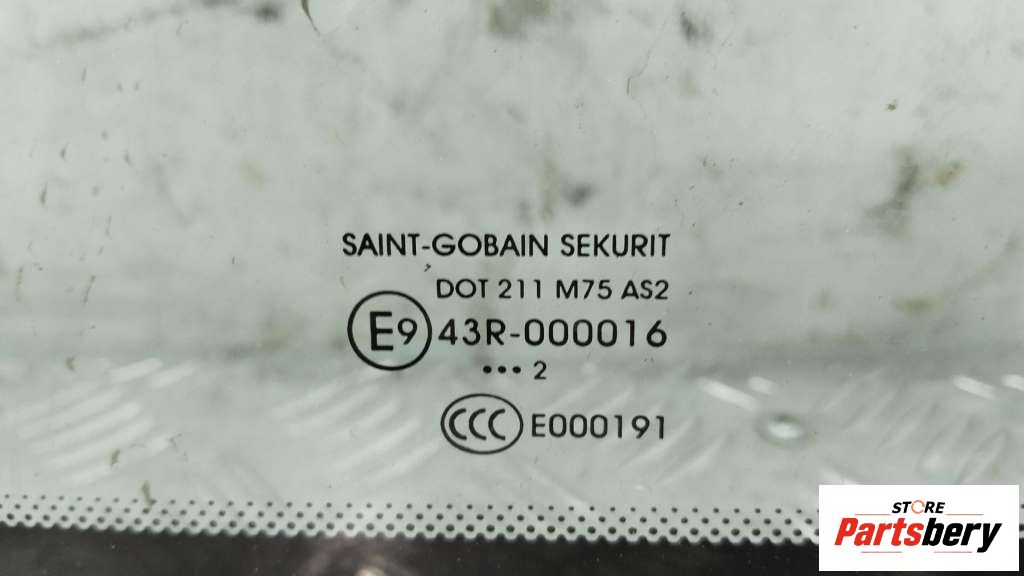 SAINT-GOBAIN SEKURIT
DOT 211 M75 AS2
E9 43R-000016
••• 2
CCC E000191
STORE
Partsbery